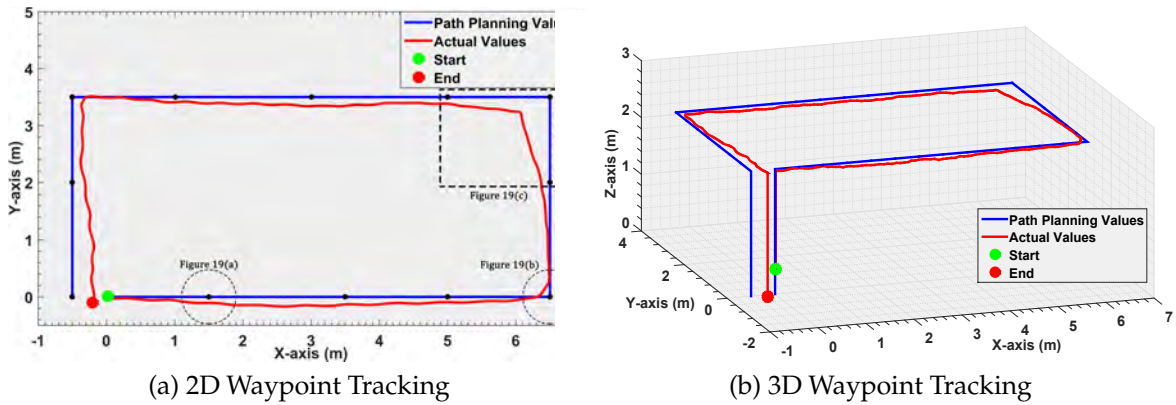 5
4
3
2
1
0
-1 0 1 2 3 4 5 6
Y-axis (m)
X-axis (m)
Path Planning Valu
Actual Values
Start
End
Figure 19(c)
Figure 19(a)
Figure 19(b)
(a) 2D Waypoint Tracking
3
2
1
0
Z-axis (m)
4
2
0
-2
Y-axis (m)
-1 0 1 2 3 4 5 6 7
X-axis (m)
Path Planning Values
Actual Values
Start
End
(b) 3D Waypoint Tracking